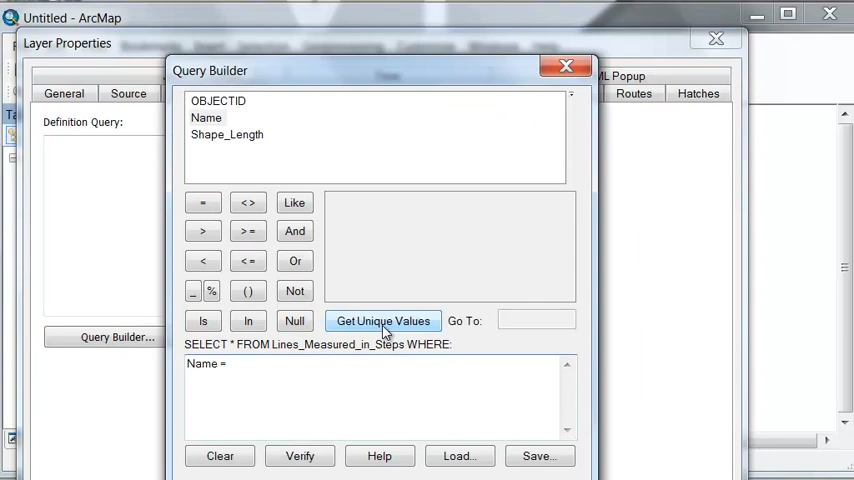 Untitled - ArcMap
Layer Properties
Query Builder
ML Popup
General
Source
Routes
Hatches
Definition Query:
OBJECTID
Name
Shape_Length
= < > Like
> > = And
< < = Or
_ % ( ) Not
Is In Null Get Unique Values Go To:
Query Builder...
SELECT * FROM Lines_Measured_in_Steps WHERE:
Name =
Clear Verify Help Load... Save...